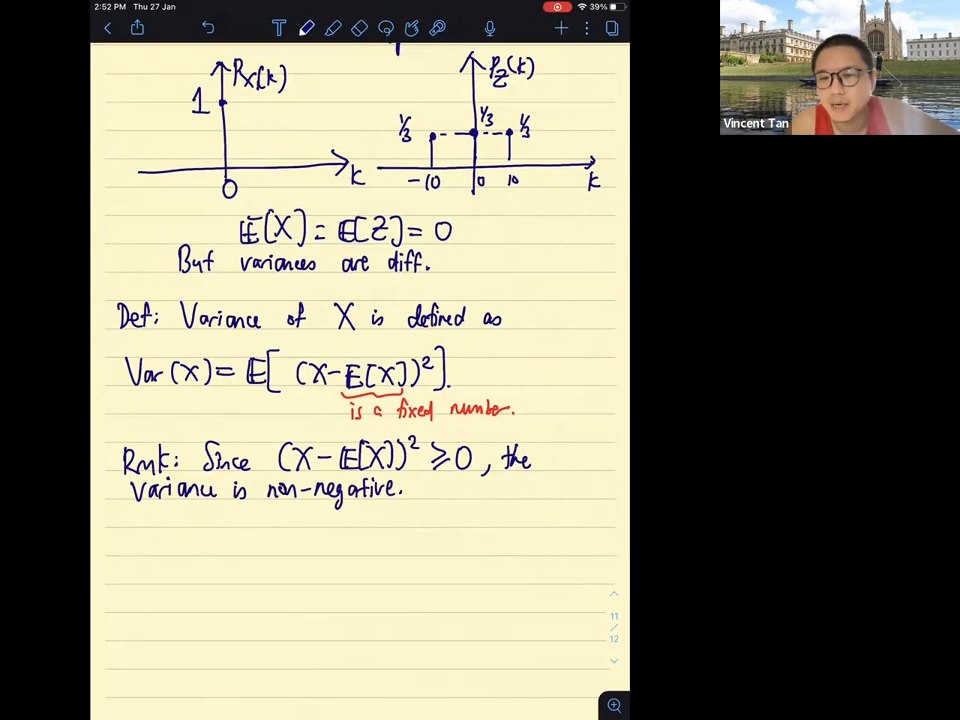 2:52 PM Thu 27 Jan
39%
Vincent Tan
P_X(k)
1
0
k
P_Z(k)
1/3
1/3
1/3
-10
0
10
k
𝔼[X] = 𝔼[Z] = 0
But variances are diff.
Def: Variance of X is defined as
Var(X) = 𝔼[ (X-𝔼[X])² ].
is a fixed number.
Rmk: Since (X-𝔼[X])² ⩾ 0, the
variance is non-negative.
11
/
12